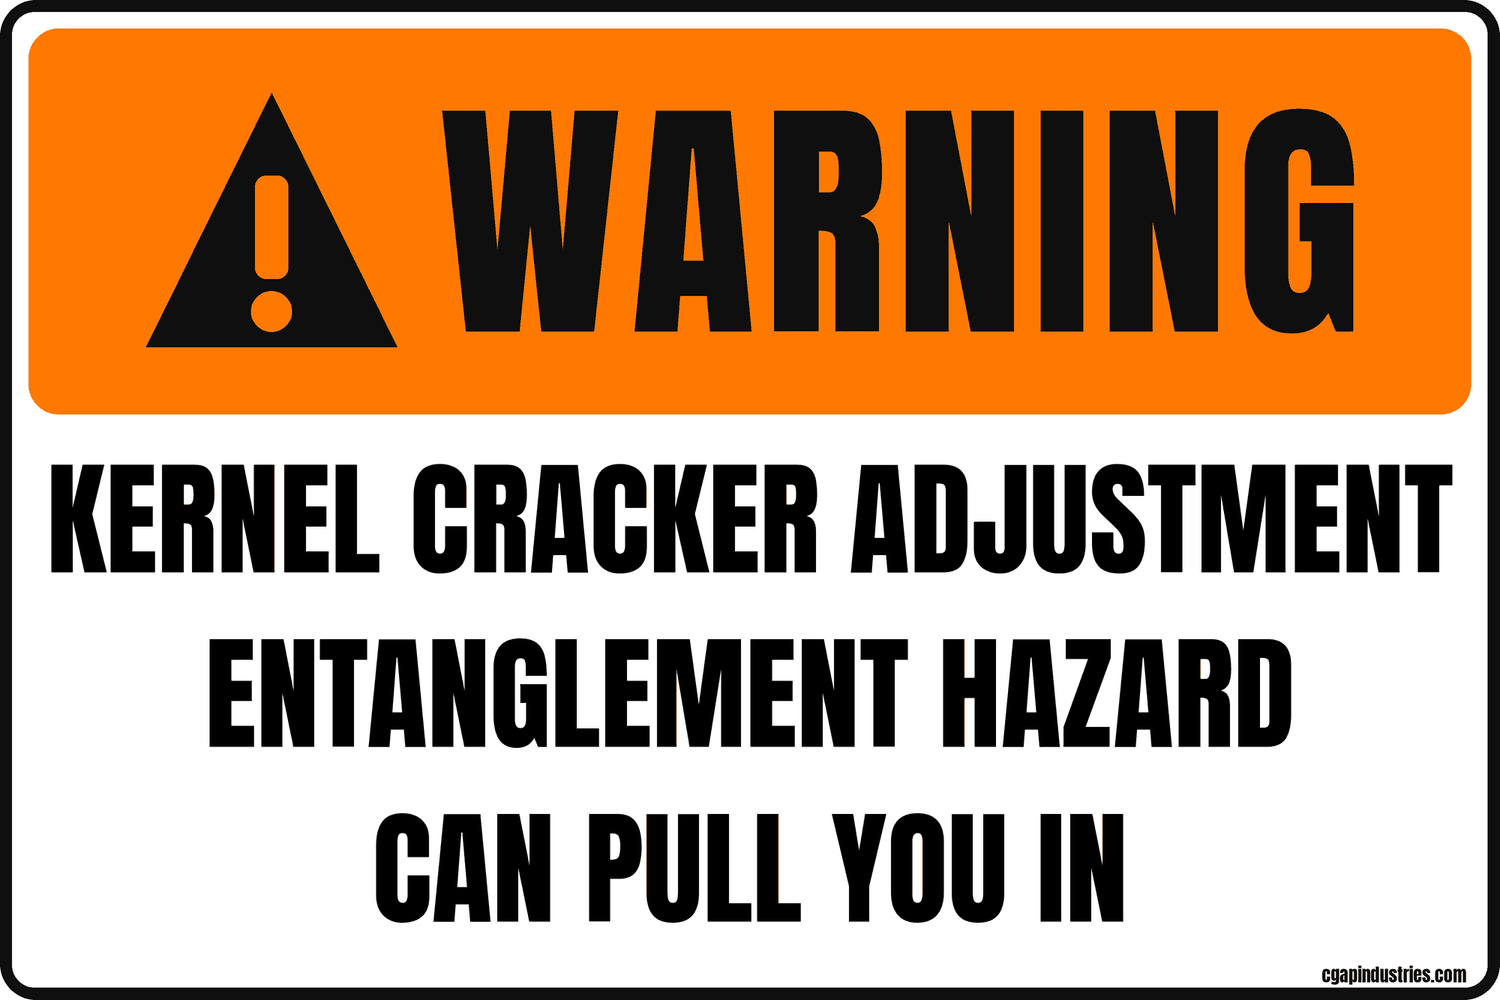 WARNING
KERNEL CRACKER ADJUSTMENT
ENTANGLEMENT HAZARD
CAN PULL YOU IN
cgapindustries.com